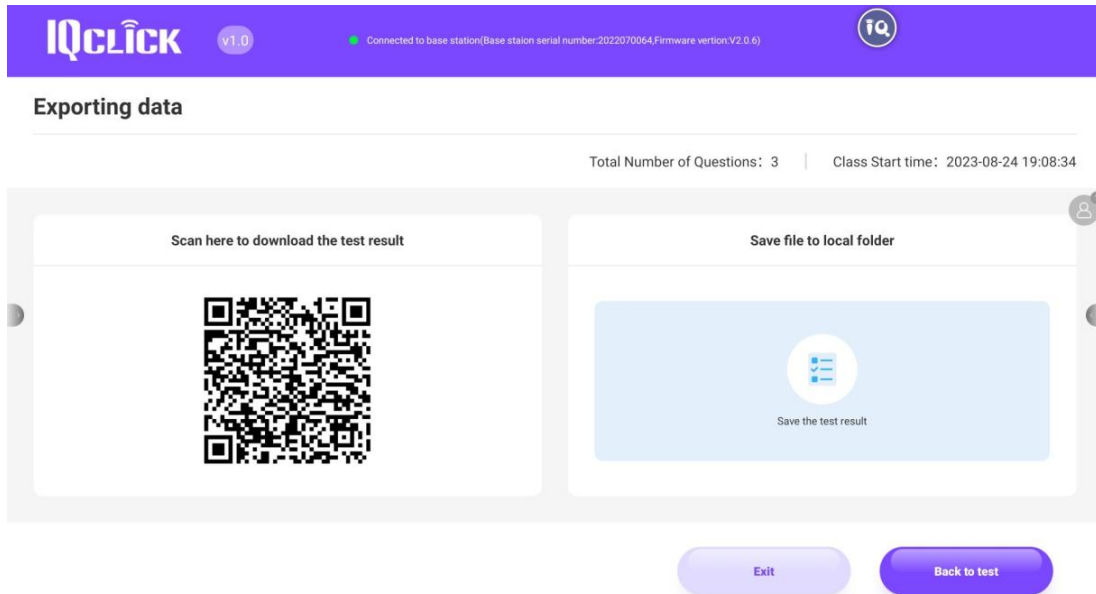 IQCLICK
v1.0
Connected to base station(Base staion serial number:2022070064,Firmware vertion:V2.0.6)
IQ
Exporting data
Total Number of Questions: 3
Class Start time: 2023-08-24 19:08:34
Scan here to download the test result
Save file to local folder
Save the test result
Exit
Back to test